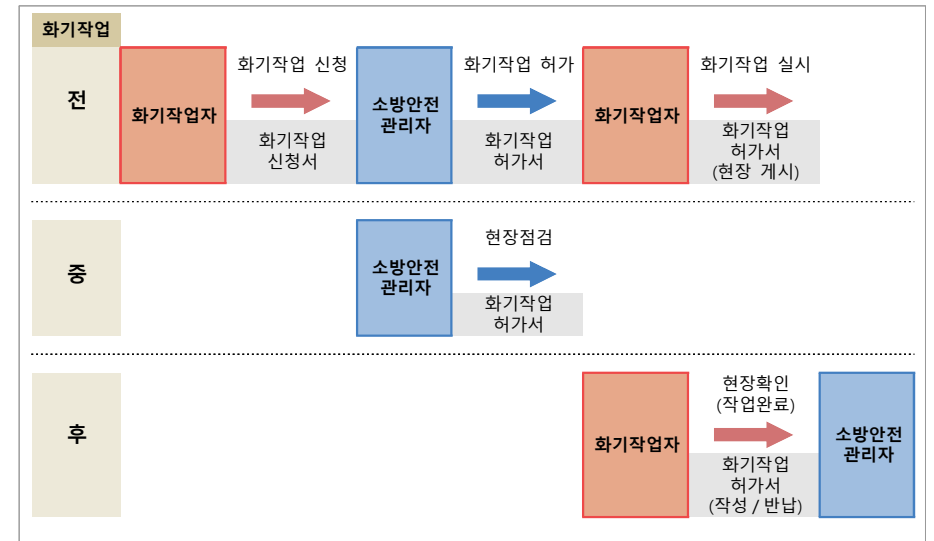 화기작업
전
화기작업자
화기작업 신청
화기작업
신청서
소방안전
관리자
화기작업 허가
화기작업
허가서
화기작업자
화기작업 실시
화기작업
허가서
(현장 게시)
중
소방안전
관리자
현장점검
화기작업
허가서
후
화기작업자
현장확인
(작업완료)
화기작업
허가서
(작성 / 반납)
소방안전
관리자